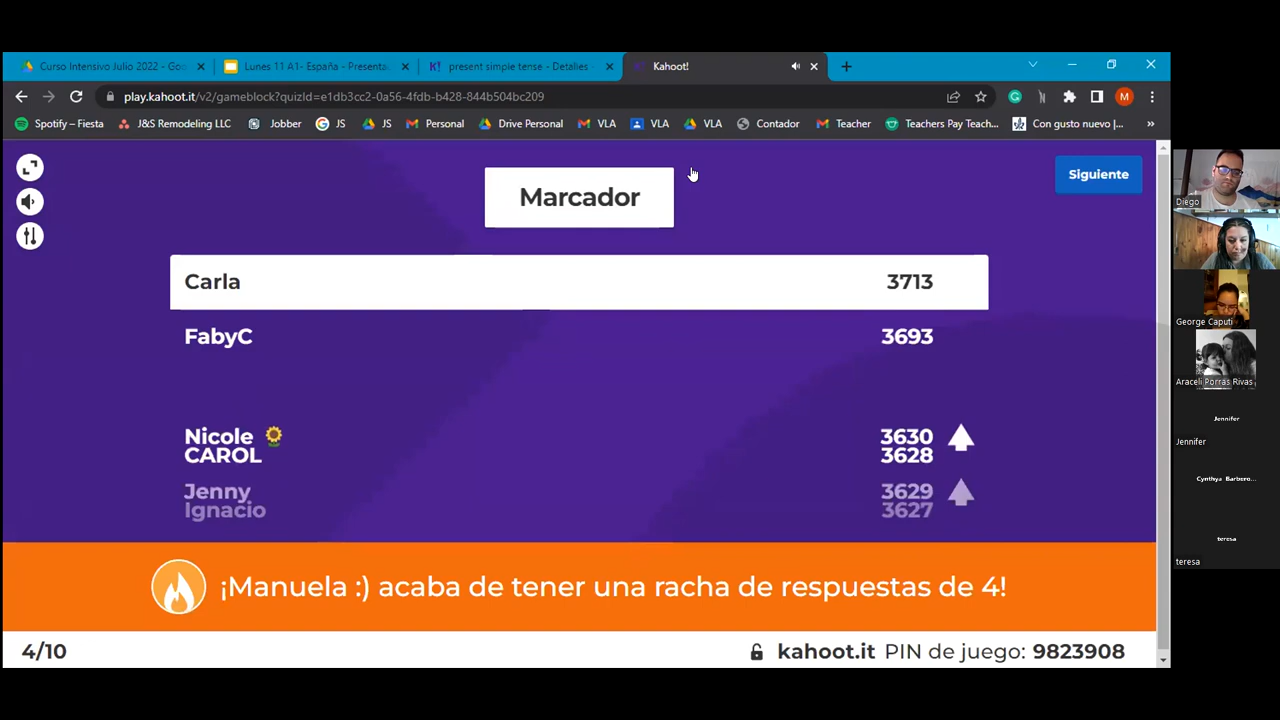 Curso Intensivo Julio 2022 - Goo
Lunes 11 A1- España - Presenta
present simple tense - Detalles -
Kahoot!
play.kahoot.it/v2/gameblock?quizId=e1db3cc2-0a56-4fdb-b428-844b504bc209
Spotify – Fiesta
J&S Remodeling LLC
Jobber
JS
JS
Personal
Drive Personal
VLA
VLA
VLA
Contador
Teacher
Teachers Pay Teach...
Con gusto nuevo |...
»
Marcador
Siguiente
Carla 3713
FabyC 3693
Nicole 🌻 3630
CAROL 3628
Jenny 3629
Ignacio 3627
¡Manuela :) acaba de tener una racha de respuestas de 4!
4/10
kahoot.it PIN de juego: 9823908
Diego
George Caputi
Araceli Porras Rivas
Jennifer
Jennifer
Cynthya Barbero...
teresa
teresa